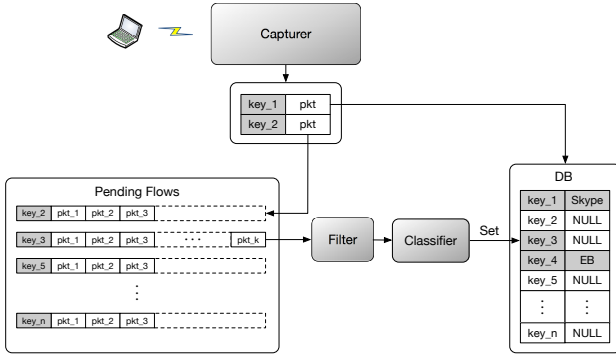 Capturer
key_1 pkt
key_2 pkt
Pending Flows
key_2 pkt_1 pkt_2 pkt_3
key_3 pkt_1 pkt_2 pkt_3 ... pkt_k
key_5 pkt_1 pkt_2 pkt_3
⋮
key_n pkt_1 pkt_2 pkt_3
Filter
Classifier
Set
DB
key_1 Skype
key_2 NULL
key_3 NULL
key_4 EB
key_5 NULL
⋮ ⋮
key_n NULL